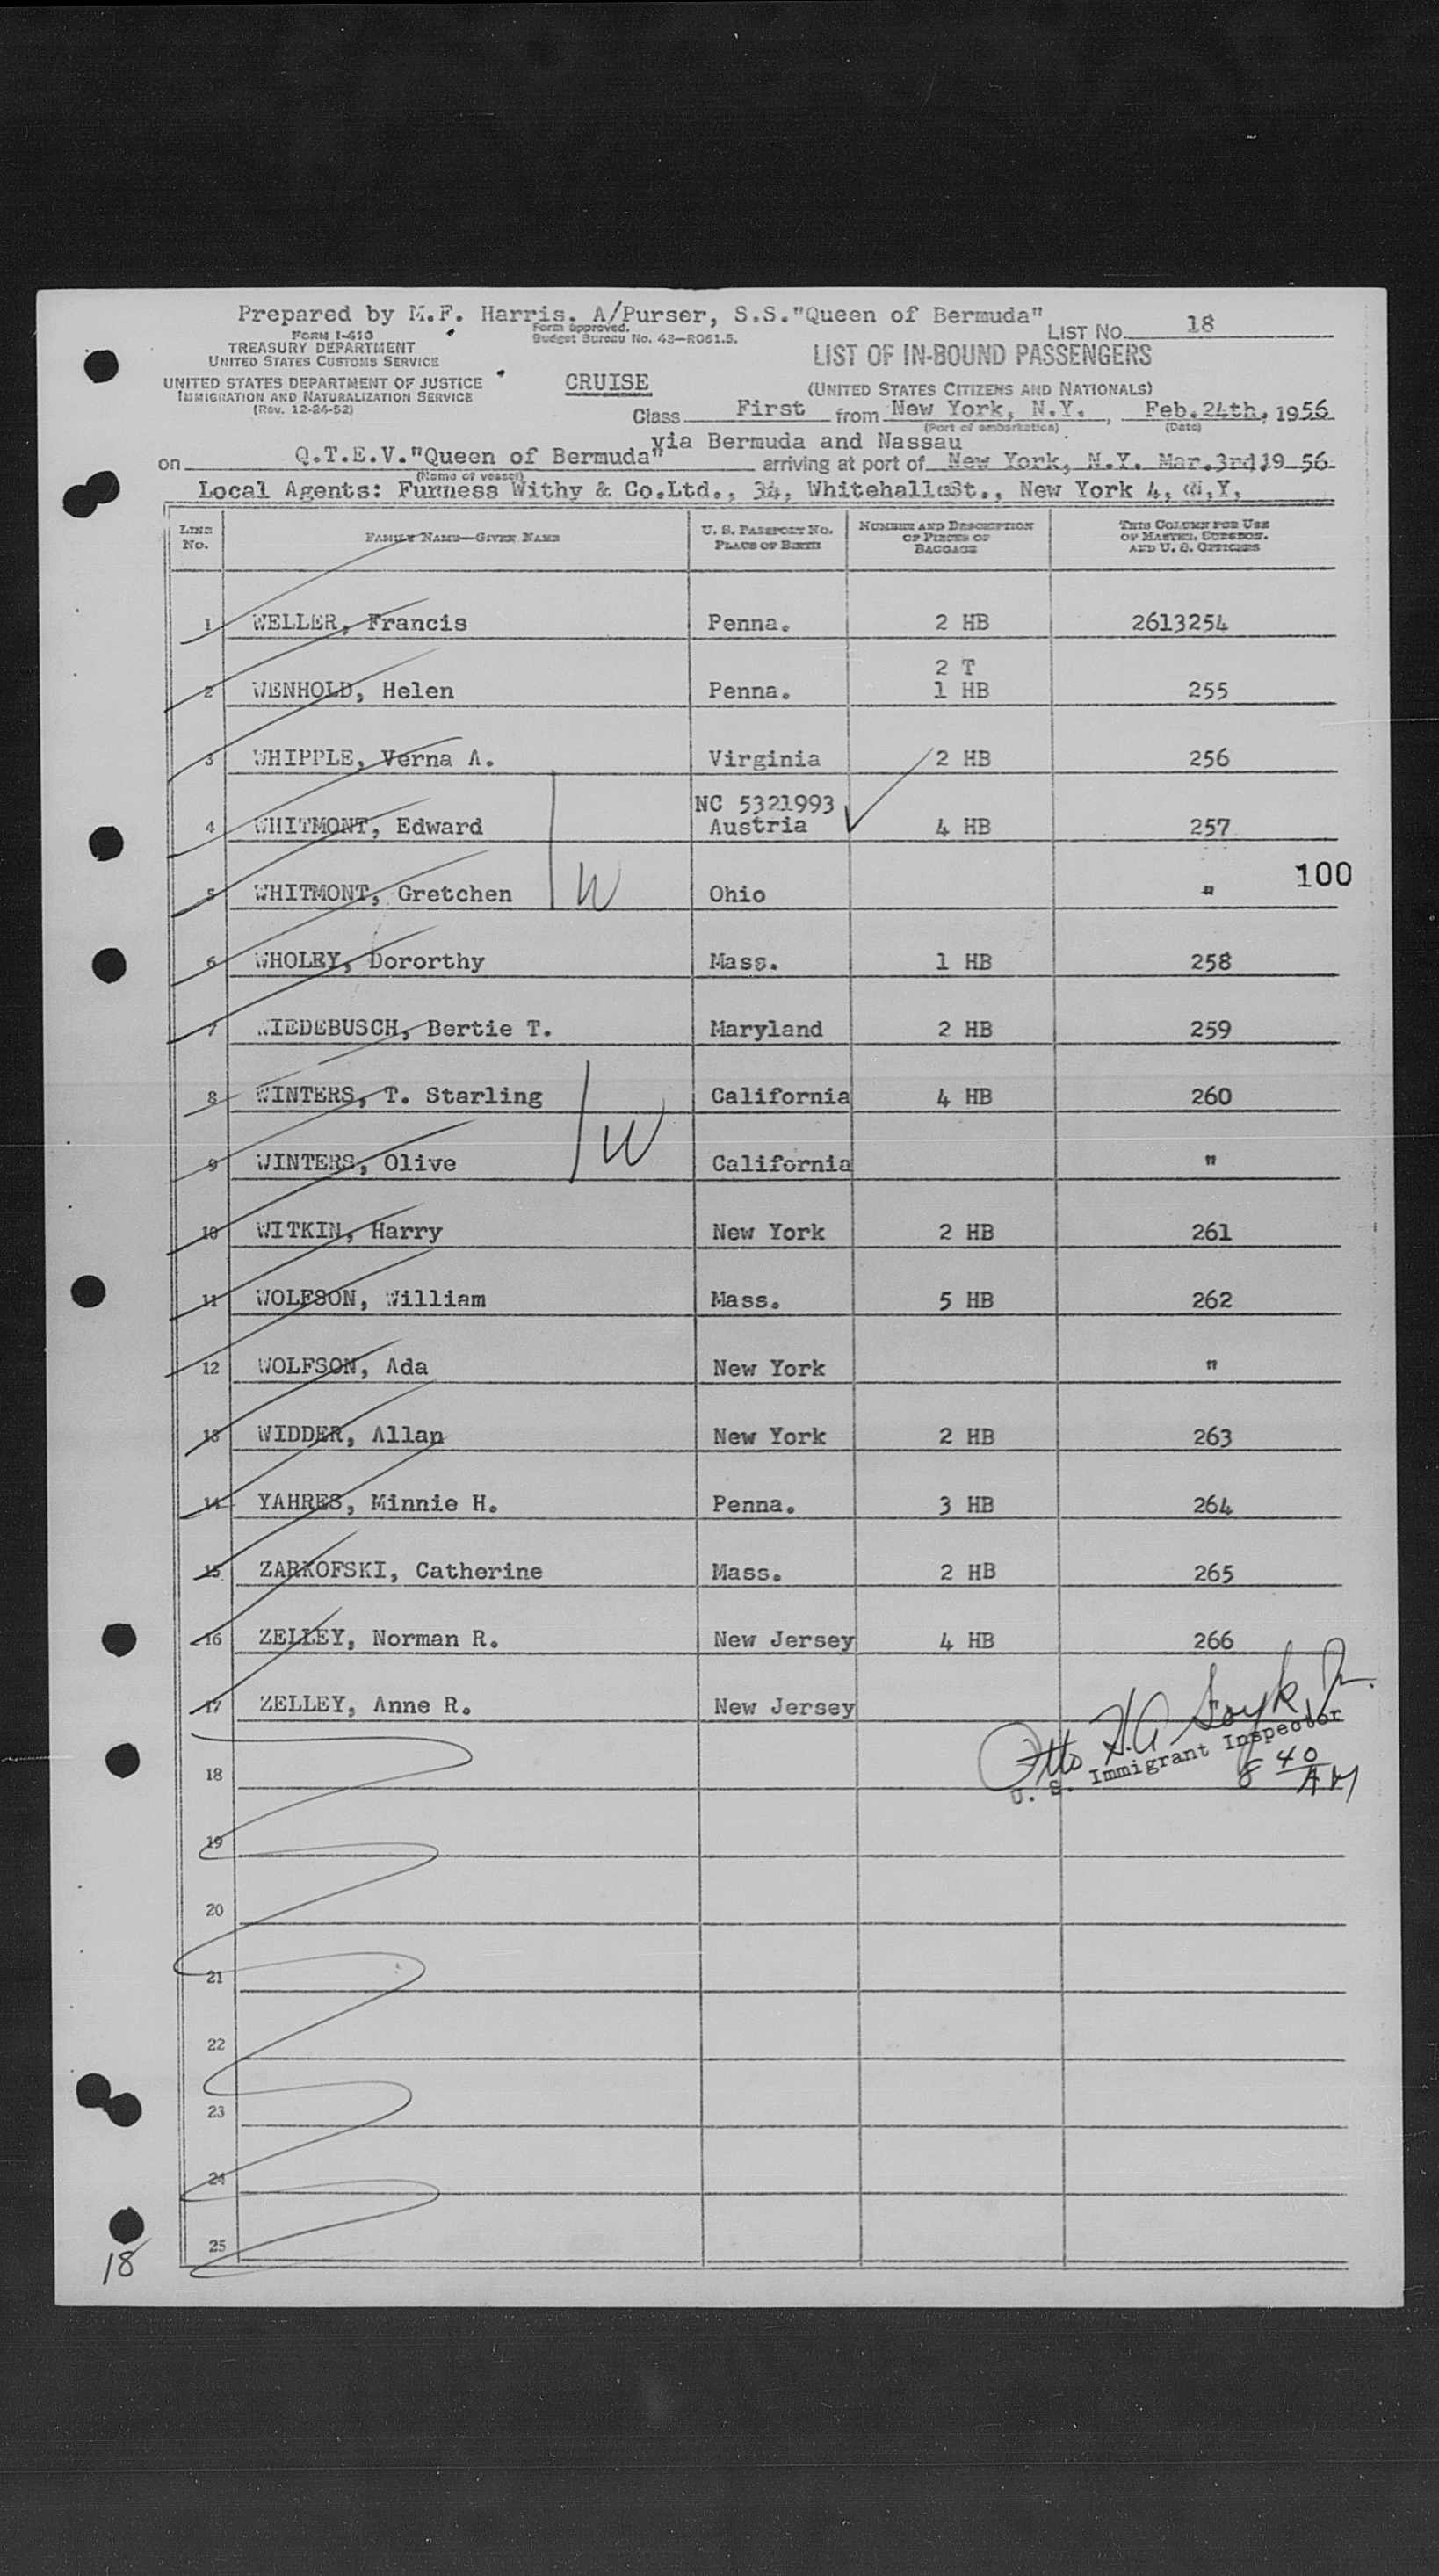 Prepared by M.F. Harris. A/Purser, S.S."Queen of Bermuda"
FORM I-410
TREASURY DEPARTMENT
UNITED STATES CUSTOMS SERVICE
UNITED STATES DEPARTMENT OF JUSTICE
IMMIGRATION AND NATURALIZATION SERVICE
(Rev. 12-24-52)
Form approved.
Budget Bureau No. 43—R061.5.
LIST NO. 18
LIST OF IN-BOUND PASSENGERS
(UNITED STATES CITIZENS AND NATIONALS)
CRUISE
Class First from New York, N.Y., Feb.24th, 1956
(Port of embarkation) (Date)
via Bermuda and Nassau
on Q.T.E.V."Queen of Bermuda" arriving at port of New York, N.Y. Mar.3rd, 19 56
(Name of vessel)
Local Agents: Furness Withy & Co.Ltd., 34, Whitehall St., New York 4, N.Y,
LINE NO. FAMILY NAME—GIVEN NAME U. S. PASSPORT NO. PLACE OF BIRTH NUMBER AND DESCRIPTION OF PIECES OF BAGGAGE THIS COLUMN FOR USE OF MASTER, SURGEON, AND U. S. OFFICERS
1 WELLER, Francis Penna. 2 HB 2613254
2 T
2 WENHOLD, Helen Penna. 1 HB 255
3 WHIPPLE, Verna A. Virginia 2 HB 256
NC 5321993
4 WHITMONT, Edward Austria 4 HB 257
100
5 WHITMONT, Gretchen W Ohio "
6 WHOLEY, Dororthy Mass. 1 HB 258
7 WIEDEBUSCH, Bertie T. Maryland 2 HB 259
8 WINTERS, T. Starling California 4 HB 260
9 WINTERS, Olive W California "
10 WITKIN, Harry New York 2 HB 261
11 WOLFSON, William Mass. 5 HB 262
12 WOLFSON, Ada New York "
13 WIDDER, Allan New York 2 HB 263
14 YAHRES, Minnie H. Penna. 3 HB 264
15 ZARKOFSKI, Catherine Mass. 2 HB 265
16 ZELLEY, Norman R. New Jersey 4 HB 266
17 ZELLEY, Anne R. New Jersey
Otto H.A. Soyk, Jr.
U. S. Immigrant Inspector
8 40 AM
18
19
20
21
22
23
24
25
18